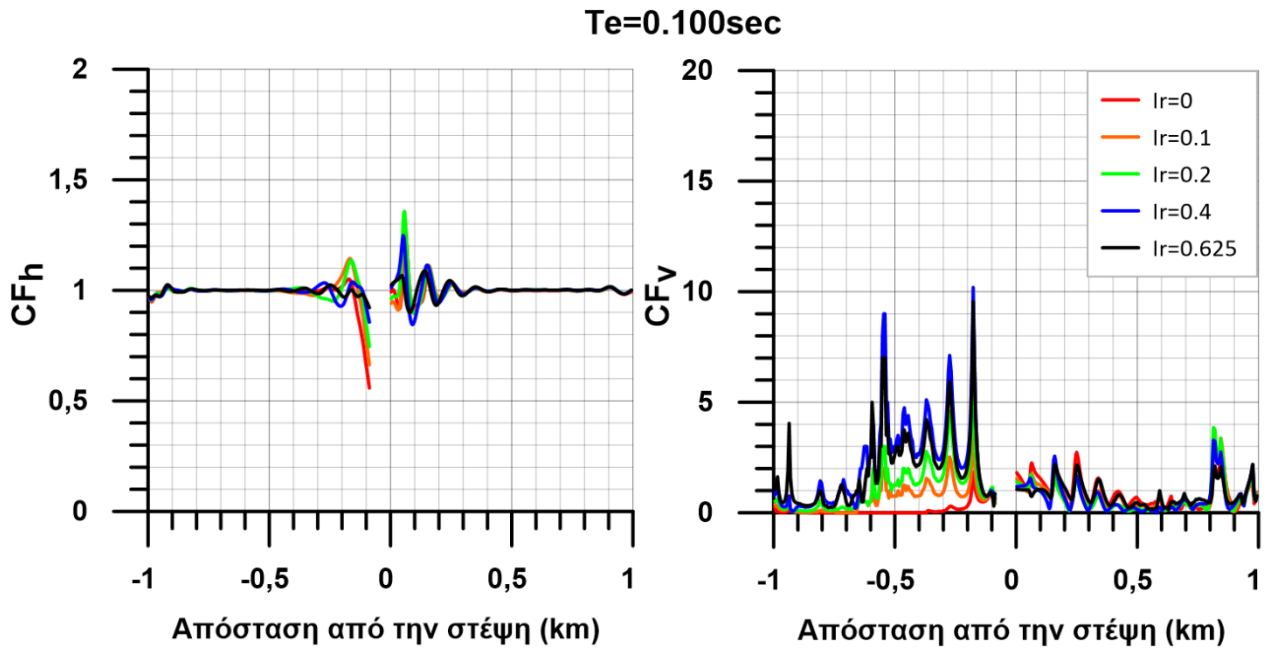 Te=0.100sec
2
1,5
1
0,5
0
CFh
-1
-0,5
0
0,5
1
Απόσταση από την στέψη (km)
20
15
10
5
0
CFv
-1
-0,5
0
0,5
1
Απόσταση από την στέψη (km)
Ir=0
Ir=0.1
Ir=0.2
Ir=0.4
Ir=0.625